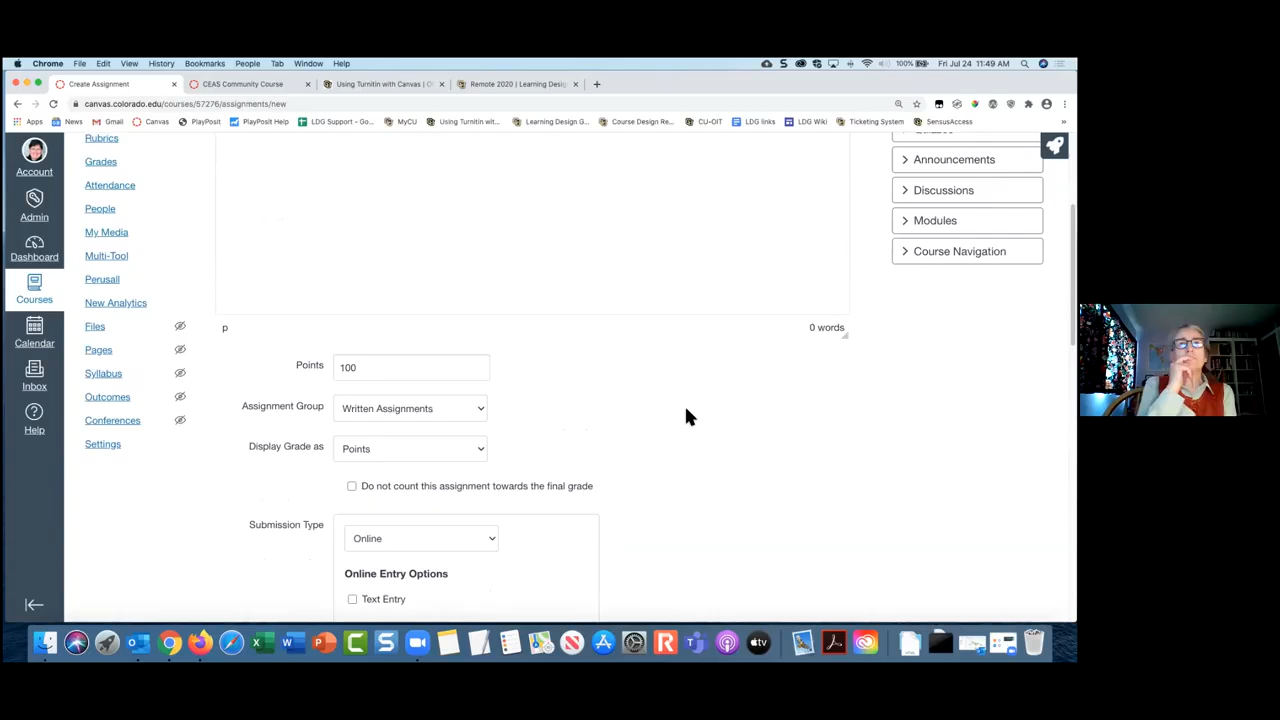 Chrome File Edit View History Bookmarks People Tab Window Help 100% Fri Jul 24 11:49 AM
Create Assignment CEAS Community Course Using Turnitin with Canvas | O Remote 2020 | Learning Desig
canvas.colorado.edu/courses/57276/assignments/new
Apps News Gmail Canvas PlayPosit PlayPosit Help LDG Support - Go... MyCU Using Turnitin wit... Learning Design G... Course Design Re... CU-OIT LDG links LDG Wiki Ticketing System SensusAccess »
Account
Admin
Dashboard
Courses
Calendar
Inbox
Help
Rubrics
Grades
Attendance
People
My Media
Multi-Tool
Perusall
New Analytics
Files
Pages
Syllabus
Outcomes
Conferences
Settings
p 0 words
Points 100
Assignment Group Written Assignments
Display Grade as Points
Do not count this assignment towards the final grade
Submission Type
Online
Online Entry Options
Text Entry
Announcements
Discussions
Modules
Course Navigation
tv